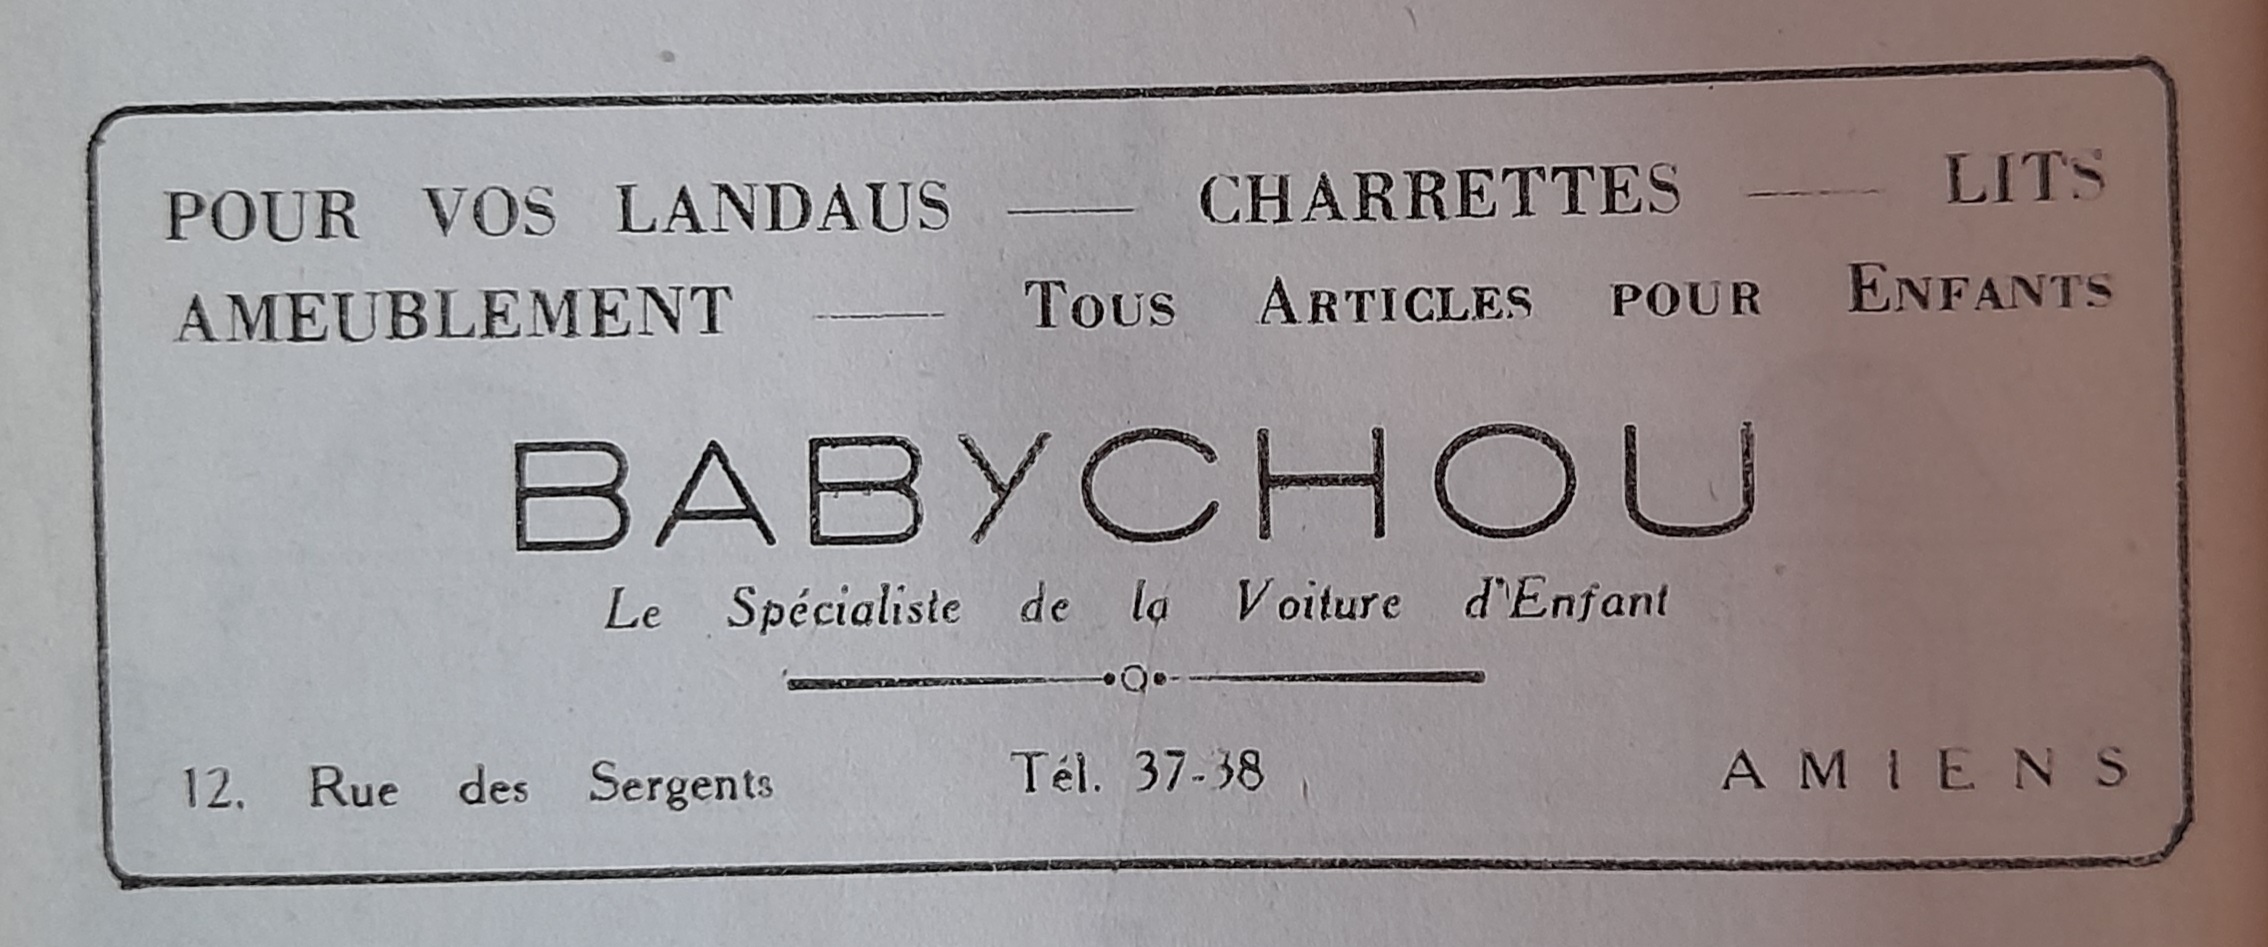 POUR VOS LANDAUS — CHARRETTES — LITS
AMEUBLEMENT — TOUS ARTICLES POUR ENFANTS
BABYCHOU
Le Spécialiste de la Voiture d'Enfant
12. Rue des Sergents Tél. 37-38 AMIENS